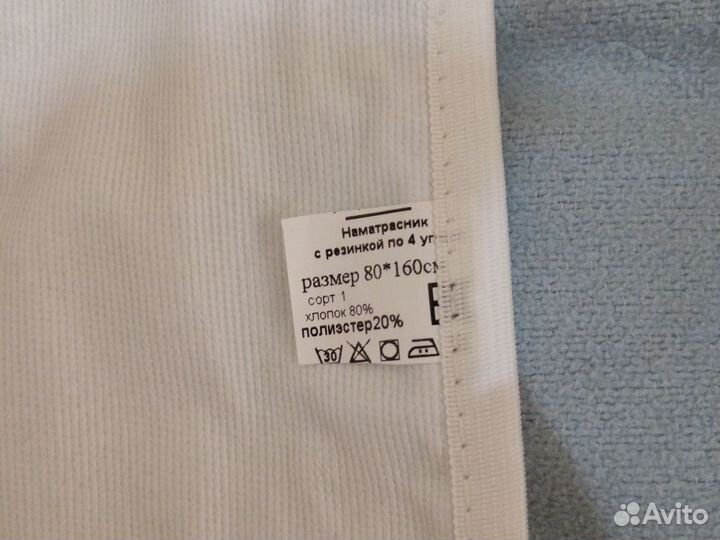 Наматрасник
с резинкой по 4 уг
размер 80*160см
сорт 1
хлопок 80%
полиэстер20%
30
Avito